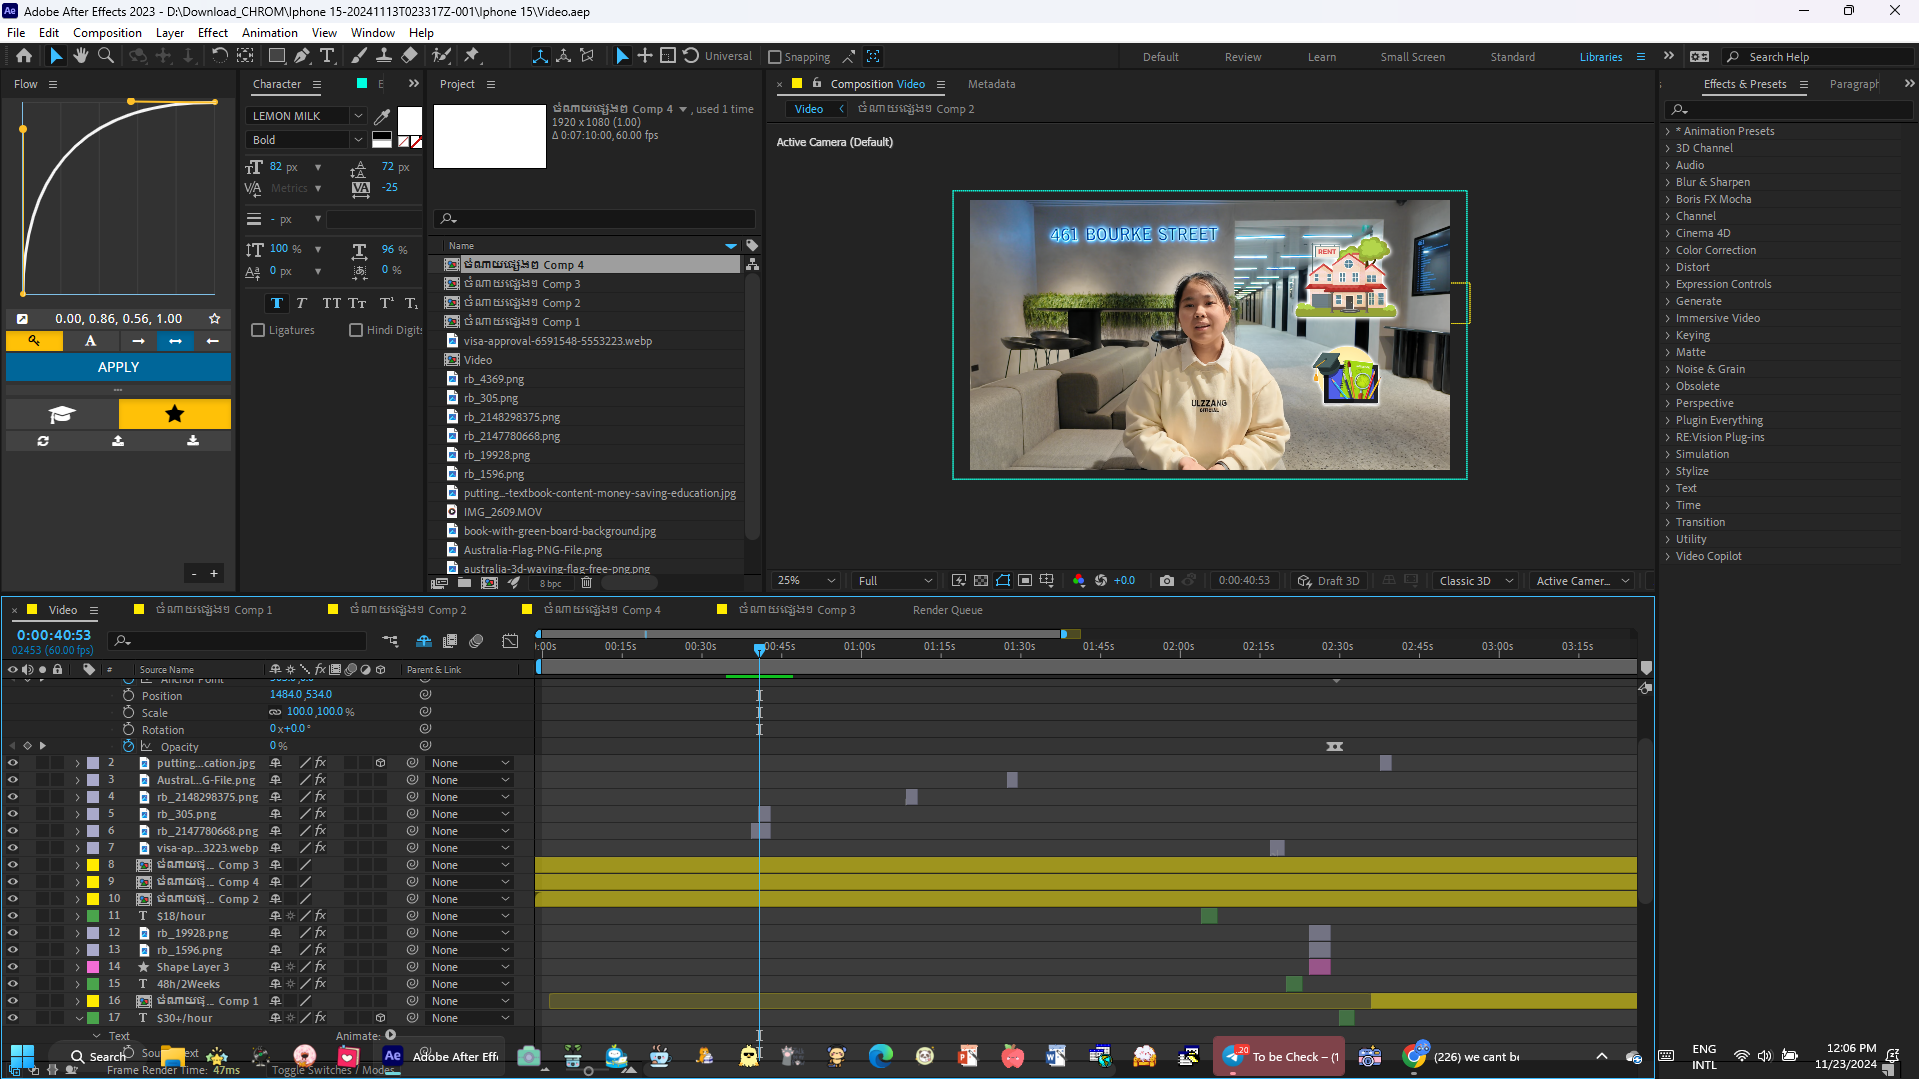 Adobe After Effects 2023 - D:\Download_CHROM\Iphone 15-20241113T023317Z-001\Iphone 15\Video.aep
File Edit Composition Layer Effect Animation View Window Help
Universal Snapping Default Review Learn Small Screen Standard Libraries Search Help
Flow
0.00, 0.86, 0.56, 1.00
A
APPLY
- +
Character
LEMON MILK
Bold
82 px 72 px
Metrics -25
- px
100 % 96 %
0 px 0 %
Ligatures Hindi Digits
Project
ចំណាយផ្សេងៗ Comp 4 , used 1 time
1920 x 1080 (1.00)
Δ 0:07:10:00, 60.00 fps
Name
ចំណាយផ្សេងៗ Comp 4
ចំណាយផ្សេងៗ Comp 3
ចំណាយផ្សេងៗ Comp 2
ចំណាយផ្សេងៗ Comp 1
visa-approval-6591548-5553223.webp
Video
rb_4369.png
rb_305.png
rb_2148298375.png
rb_2147780668.png
rb_19928.png
rb_1596.png
putting...-textbook-content-money-saving-education.jpg
IMG_2609.MOV
book-with-green-board-background.jpg
Australia-Flag-PNG-File.png
australia-3d-waving-flag-free-png.png
8 bpc
Composition Video Metadata
Video ចំណាយផ្សេងៗ Comp 2
Active Camera (Default)
461 BOURKE STREET
RENT
ULZZANG
OFFICIAL
25% Full +0.0 0:00:40:53 Draft 3D Classic 3D Active Camer...
Effects & Presets Paragraph
* Animation Presets
3D Channel
Audio
Blur & Sharpen
Boris FX Mocha
Channel
Cinema 4D
Color Correction
Distort
Expression Controls
Generate
Immersive Video
Keying
Matte
Noise & Grain
Obsolete
Perspective
Plugin Everything
RE:Vision Plug-ins
Simulation
Stylize
Text
Time
Transition
Utility
Video Copilot
Video ចំណាយផ្សេងៗ Comp 1 ចំណាយផ្សេងៗ Comp 2 ចំណាយផ្សេងៗ Comp 4 ចំណាយផ្សេងៗ Comp 3 Render Queue
0:00:40:53
02453 (60.00 fps)
:00s 00:15s 00:30s 00:45s 01:00s 01:15s 01:30s 01:45s 02:00s 02:15s 02:30s 02:45s 03:00s 03:15s
# Source Name Parent & Link
Anchor Point
Position 1484.0,534.0
Scale 100.0,100.0 %
Rotation 0x+0.0°
Opacity 0 %
2 putting...cation.jpg None
3 Austral...G-File.png None
4 rb_2148298375.png None
5 rb_305.png None
6 rb_2147780668.png None
7 visa-ap...3223.webp None
8 ចំណាយផ្... Comp 3 None
9 ចំណាយផ្... Comp 4 None
10 ចំណាយផ្... Comp 2 None
11 T $18/hour None
12 rb_19928.png None
13 rb_1596.png None
14 Shape Layer 3 None
15 T 48h/2Weeks None
16 ចំណាយផ្... Comp 1 None
17 T $30+/hour None
Text Animate:
Frame Render Time: 47ms Toggle Switches / Modes
Search Adobe After Effe To be Check – (1 (226) we cant be
20
ENG
INTL
12:06 PM
11/23/2024